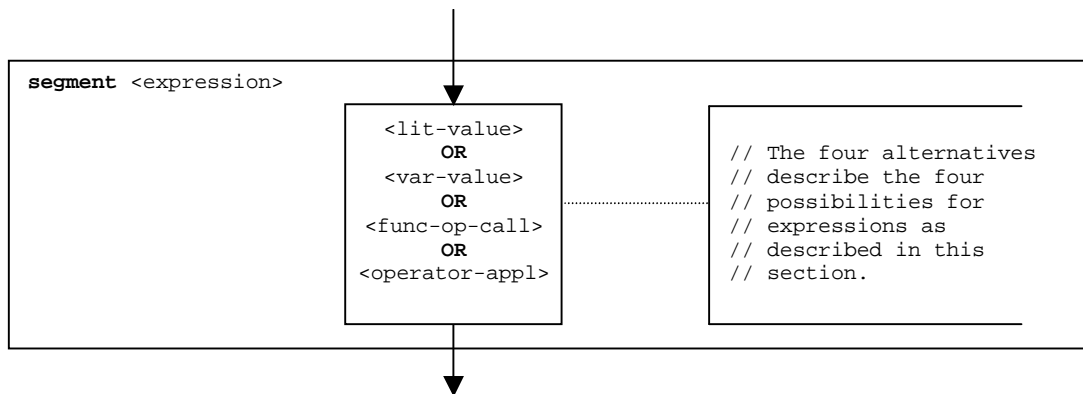 segment <expression>
<lit-value>
OR
<var-value>
OR
<func-op-call>
OR
<operator-appl>
// The four alternatives
// describe the four
// possibilities for
// expressions as
// described in this
// section.